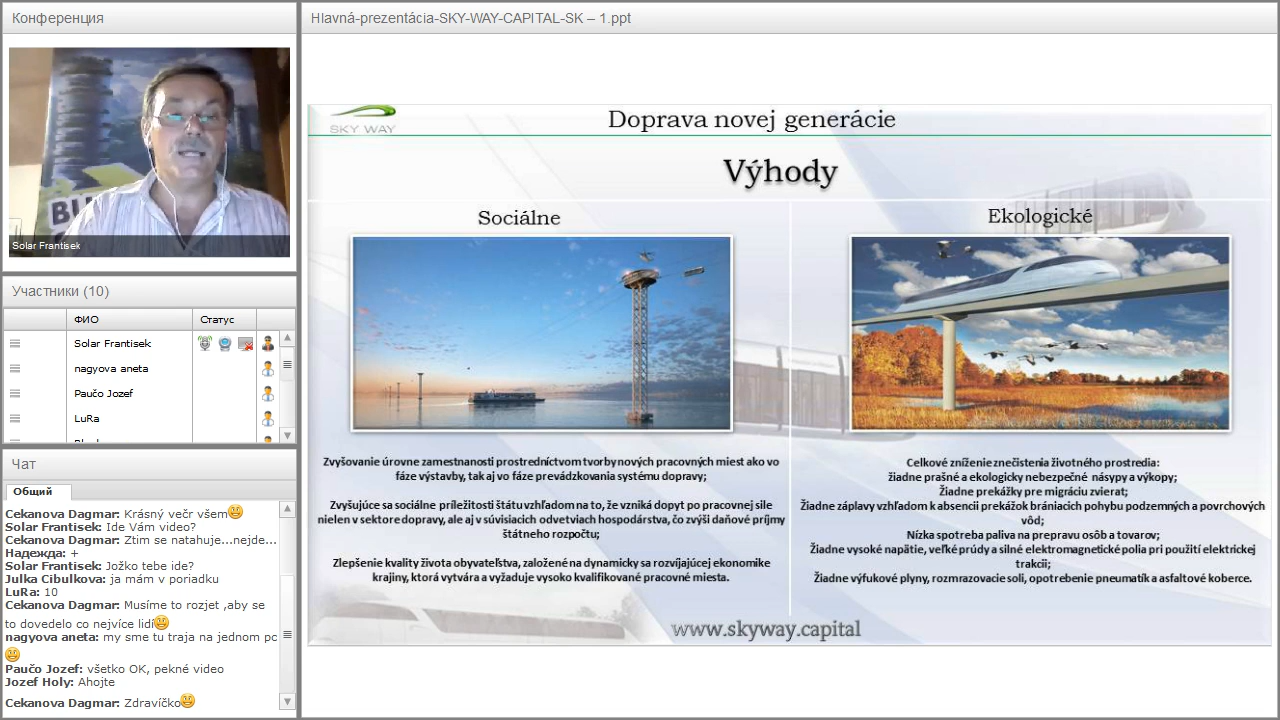 Конференция
Solar Frantisek
Участники (10)
ФИО Статус
Solar Frantisek
nagyova aneta
Paučo Jozef
LuRa
Чат
Общий
Cekanova Dagmar: Krásný večr všem
Solar Frantisek: Ide Vám video?
Cekanova Dagmar: Ztim se natahuje...nejde...
Надежда: +
Solar Frantisek: Jožko tebe ide?
Julka Cibulkova: ja mám v poriadku
LuRa: 10
Cekanova Dagmar: Musíme to rozjet ,aby se
to dovedelo co nejvíce lidí
nagyova aneta: my sme tu traja na jednom pc
Paučo Jozef: všetko OK, pekné video
Jozef Holy: Ahojte
Cekanova Dagmar: Zdravíčko
Hlavná-prezentácia-SKY-WAY-CAPITAL-SK – 1.ppt
SKY WAY
Doprava novej generácie
Výhody
Sociálne
Zvyšovanie úrovne zamestnanosti prostredníctvom tvorby nových pracovných miest ako vo
fáze výstavby, tak aj vo fáze prevádzkovania systému dopravy;
Zvyšujúce sa sociálne príležitosti štátu vzhľadom na to, že vzniká dopyt po pracovnej sile
nielen v sektore dopravy, ale aj v súvisiacich odvetviach hospodárstva, čo zvýši daňové príjmy
štátneho rozpočtu;
Zlepšenie kvality života obyvateľstva, založené na dynamicky sa rozvíjajúcej ekonomike
krajiny, ktorá vytvára a vyžaduje vysoko kvalifikované pracovné miesta.
Ekologické
Celkové zníženie znečistenia životného prostredia:
žiadne prašné a ekologicky nebezpečné násypy a výkopy;
Žiadne prekážky pre migráciu zvierat;
Žiadne záplavy vzhľadom k absencii prekážok brániacich pohybu podzemných a povrchových
vôd;
Nízka spotreba paliva na prepravu osôb a tovarov;
Žiadne vysoké napätie, veľké prúdy a silné elektromagnetické polia pri použití elektrickej
trakcii;
Žiadne výfukové plyny, rozmrazovacie soli, opotrebenie pneumatík a asfaltové koberce.
www.skyway.capital